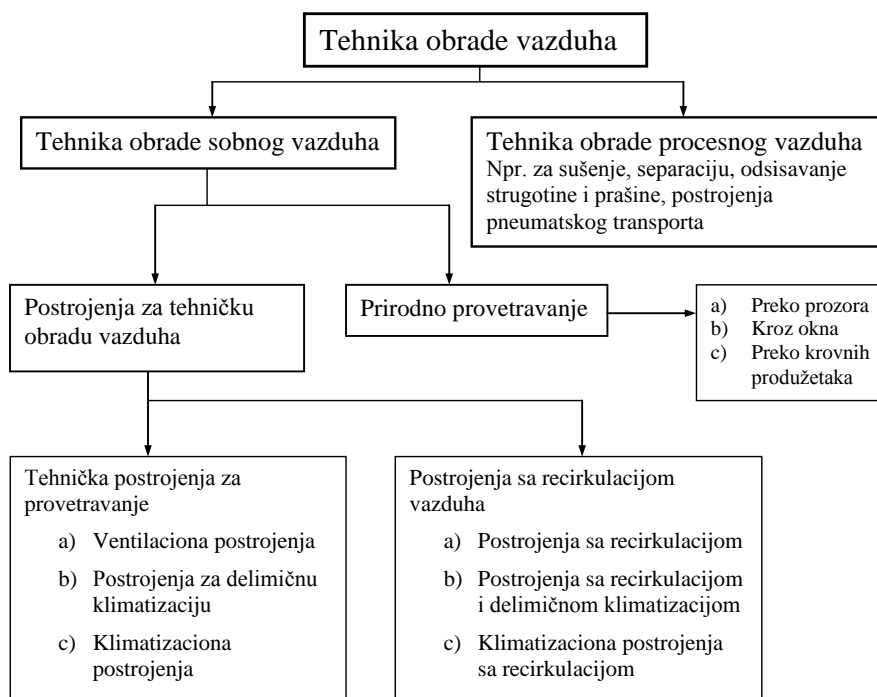 Tehnika obrade vazduha
Tehnika obrade sobnog vazduha
Tehnika obrade procesnog vazduha
Npr. za sušenje, separaciju, odsisavanje
strugotine i prašine, postrojenja
pneumatskog transporta
Postrojenja za tehničku
obradu vazduha
Prirodno provetravanje
a) Preko prozora
b) Kroz okna
c) Preko krovnih
produžetaka
Tehnička postrojenja za
provetravanje
a) Ventilaciona postrojenja
b) Postrojenja za delimičnu
klimatizaciju
c) Klimatizaciona
postrojenja
Postrojenja sa recirkulacijom
vazduha
a) Postrojenja sa recirkulacijom
b) Postrojenja sa recirkulacijom
i delimičnom klimatizacijom
c) Klimatizaciona postrojenja
sa recirkulacijom